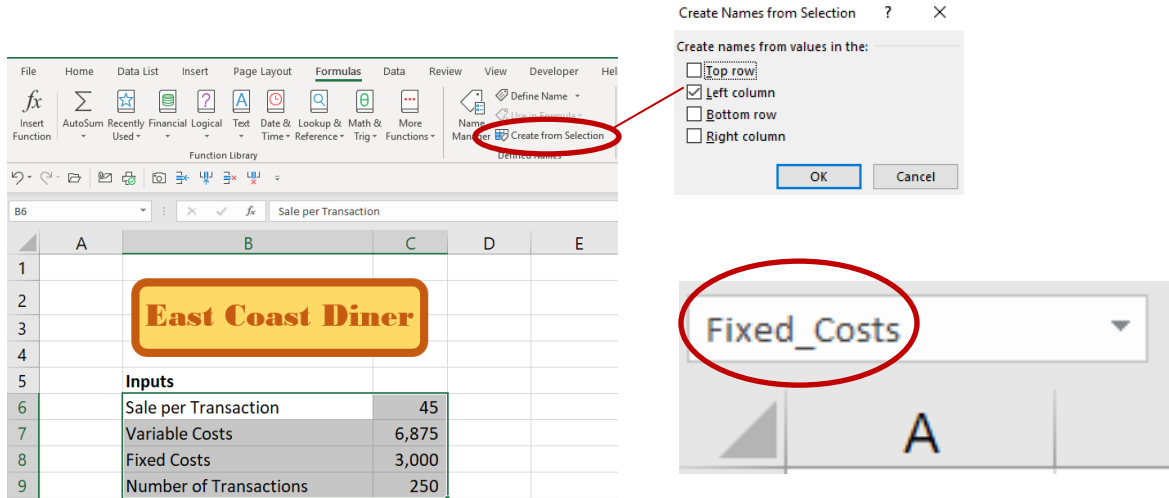 Create Names from Selection ? ×
Create names from values in the:
Top row
Left column
Bottom row
Right column
OK Cancel
File Home Data List Insert Page Layout Formulas Data Review View Developer Hel
fx Insert Function
AutoSum
Recently Used
Financial
Logical
Text
Date & Time
Lookup & Reference
Math & Trig
More Functions
Name Manager
Define Name
Use in Formula
Create from Selection
Function Library
Defined Names
B6 fx Sale per Transaction
A B C D E
1
2
East Coast Diner
3
4
5 Inputs
6 Sale per Transaction 45
7 Variable Costs 6,875
8 Fixed Costs 3,000
9 Number of Transactions 250
Fixed_Costs
A